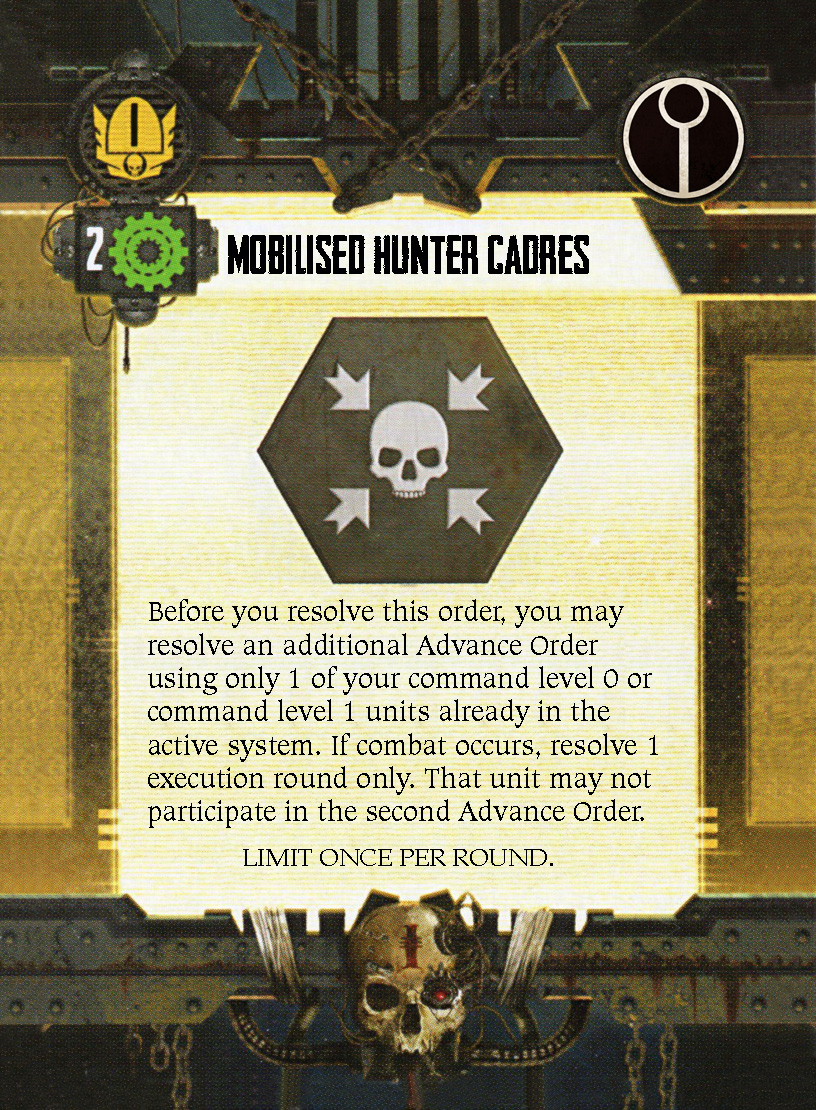 1
2
MOBILISED HUNTER CADRES
Before you resolve this order, you may
resolve an additional Advance Order
using only 1 of your command level 0 or
command level 1 units already in the
active system. If combat occurs, resolve 1
execution round only. That unit may not
participate in the second Advance Order.
LIMIT ONCE PER ROUND.
I